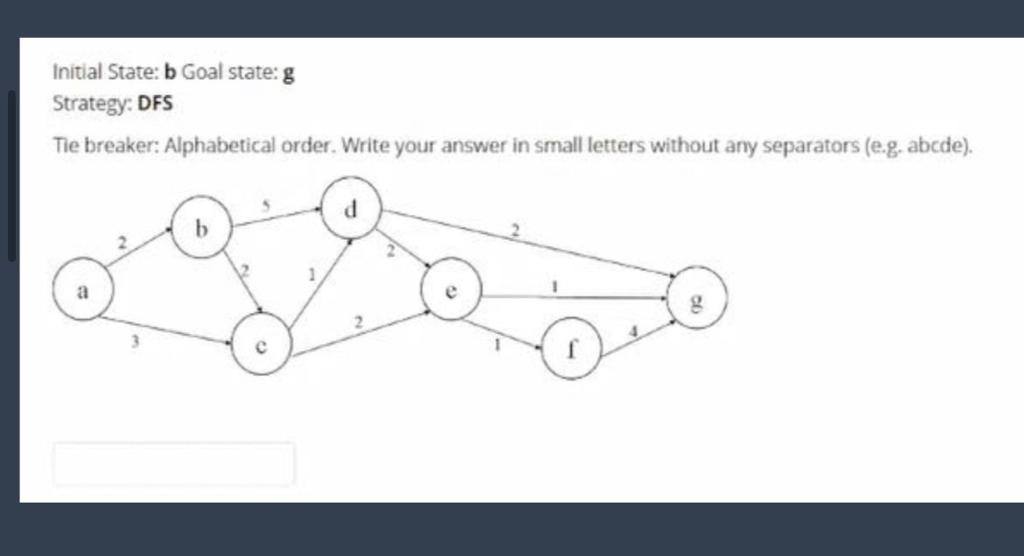 Initial State: b Goal state: g
Strategy: DFS
Tie breaker: Alphabetical order. Write your answer in small letters without any separators (e.g. abcde).
5
d
b
2
2
2
2
1
a
e
1
g
2
3
c
1
f
4